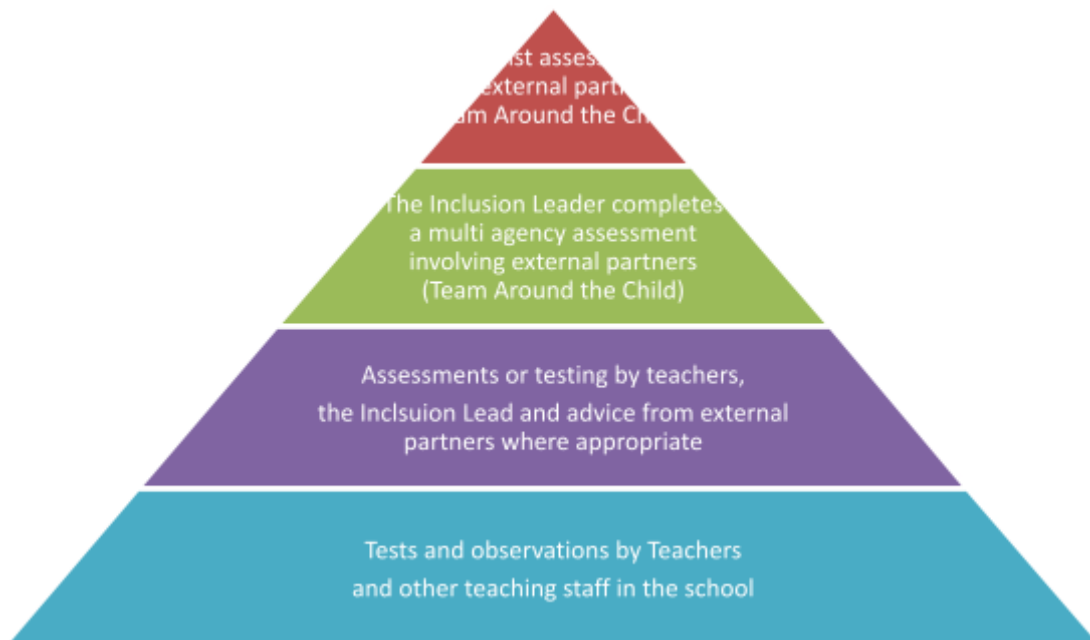 assess
external
Around the
The Inclusion Leader completes
a multi agency assessment
involving external partners
(Team Around the Child)
Assessments or testing by teachers,
the Inclsuion Lead and advice from external
partners where appropriate
Tests and observations by Teachers
and other teaching staff in the school